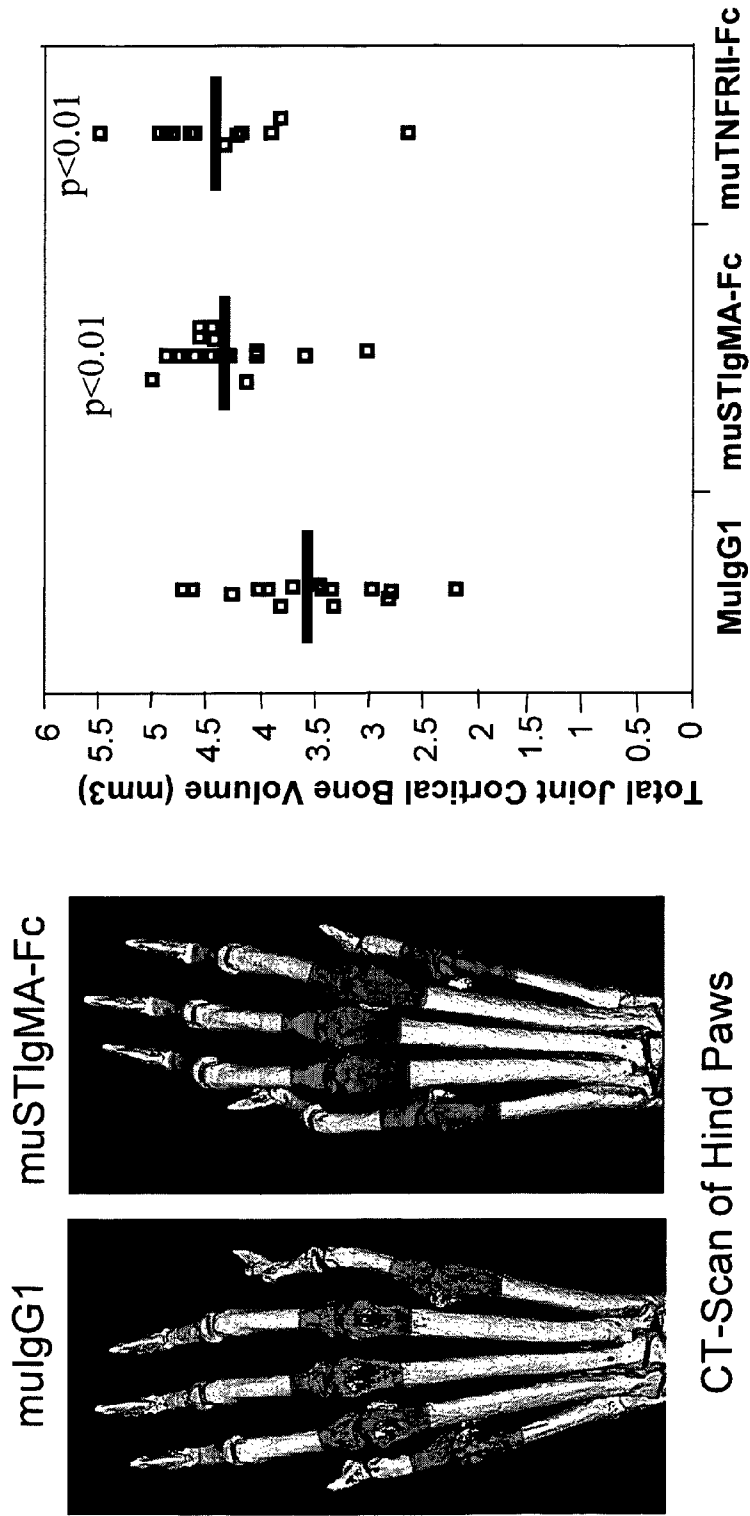 muIgG1
muSTIgMA-Fc
CT-Scan of Hind Paws
Total Joint Cortical Bone Volume (mm3)
6
5.5
5
4.5
4
3.5
3
2.5
2
1.5
1
0.5
0
p<0.01
p<0.01
MuIgG1
muSTIgMA-Fc
muTNFRII-Fc